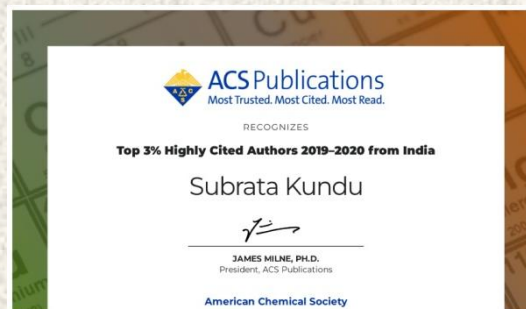 ACS Publications
Most Trusted. Most Cited. Most Read.
RECOGNIZES
Top 3% Highly Cited Authors 2019–2020 from India
Subrata Kundu
JAMES MILNE, PH.D.
President, ACS Publications
American Chemical Society